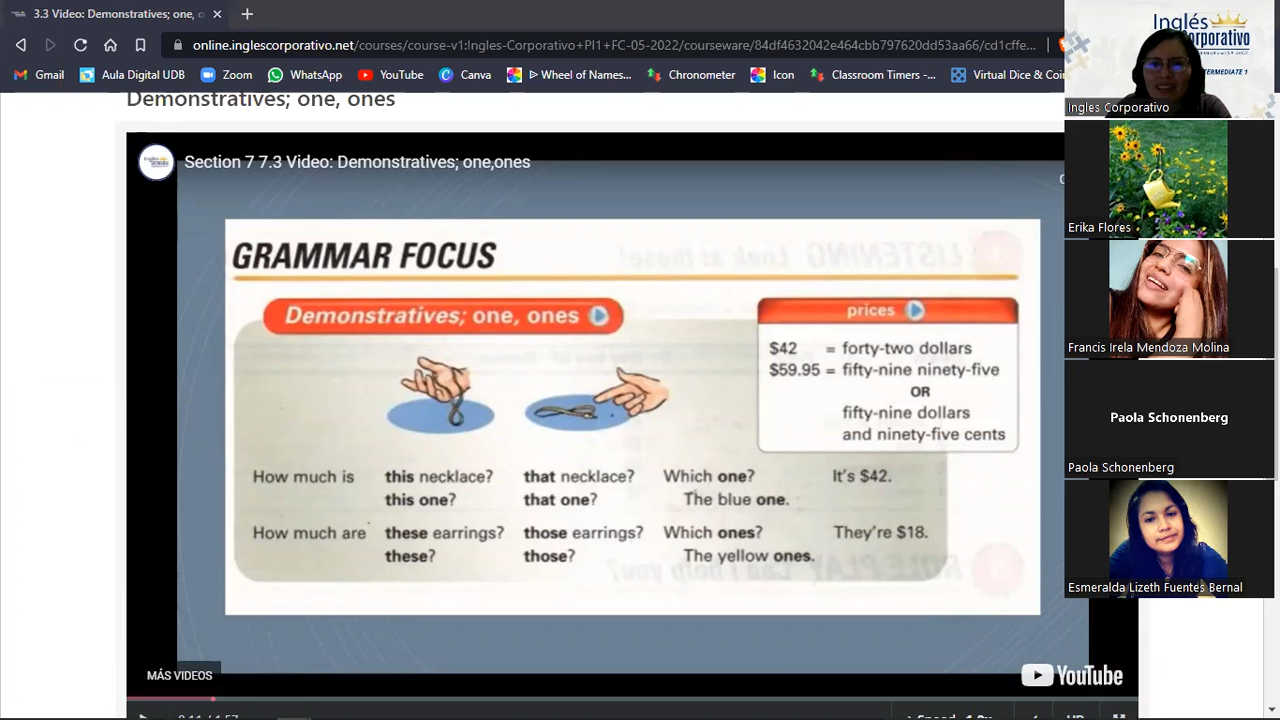 3.3 Video: Demonstratives; one, o
online.inglescorporativo.net/courses/course-v1:Ingles-Corporativo+PI1+FC-05-2022/courseware/84df4632042e464cbb797620dd53aa66/cd1cffe...
Gmail Aula Digital UDB Zoom WhatsApp YouTube Canva ᐅ Wheel of Names... Chronometer Icon Classroom Timers -... Virtual Dice & Coin
Demonstratives; one, ones
Section 7 7.3 Video: Demonstratives; one,ones
GRAMMAR FOCUS
Demonstratives; one, ones
prices
$42 = forty-two dollars
$59.95 = fifty-nine ninety-five
OR
fifty-nine dollars
and ninety-five cents
How much is this necklace? that necklace? Which one? It's $42.
this one? that one? The blue one.
How much are these earrings? those earrings? Which ones? They're $18.
these? those? The yellow ones.
MÁS VIDEOS
YouTube
Inglés
Corporativo
INTERMEDIATE 1
Ingles Corporativo
Erika Flores
Francis Irela Mendoza Molina
Paola Schonenberg
Paola Schonenberg
Esmeralda Lizeth Fuentes Bernal